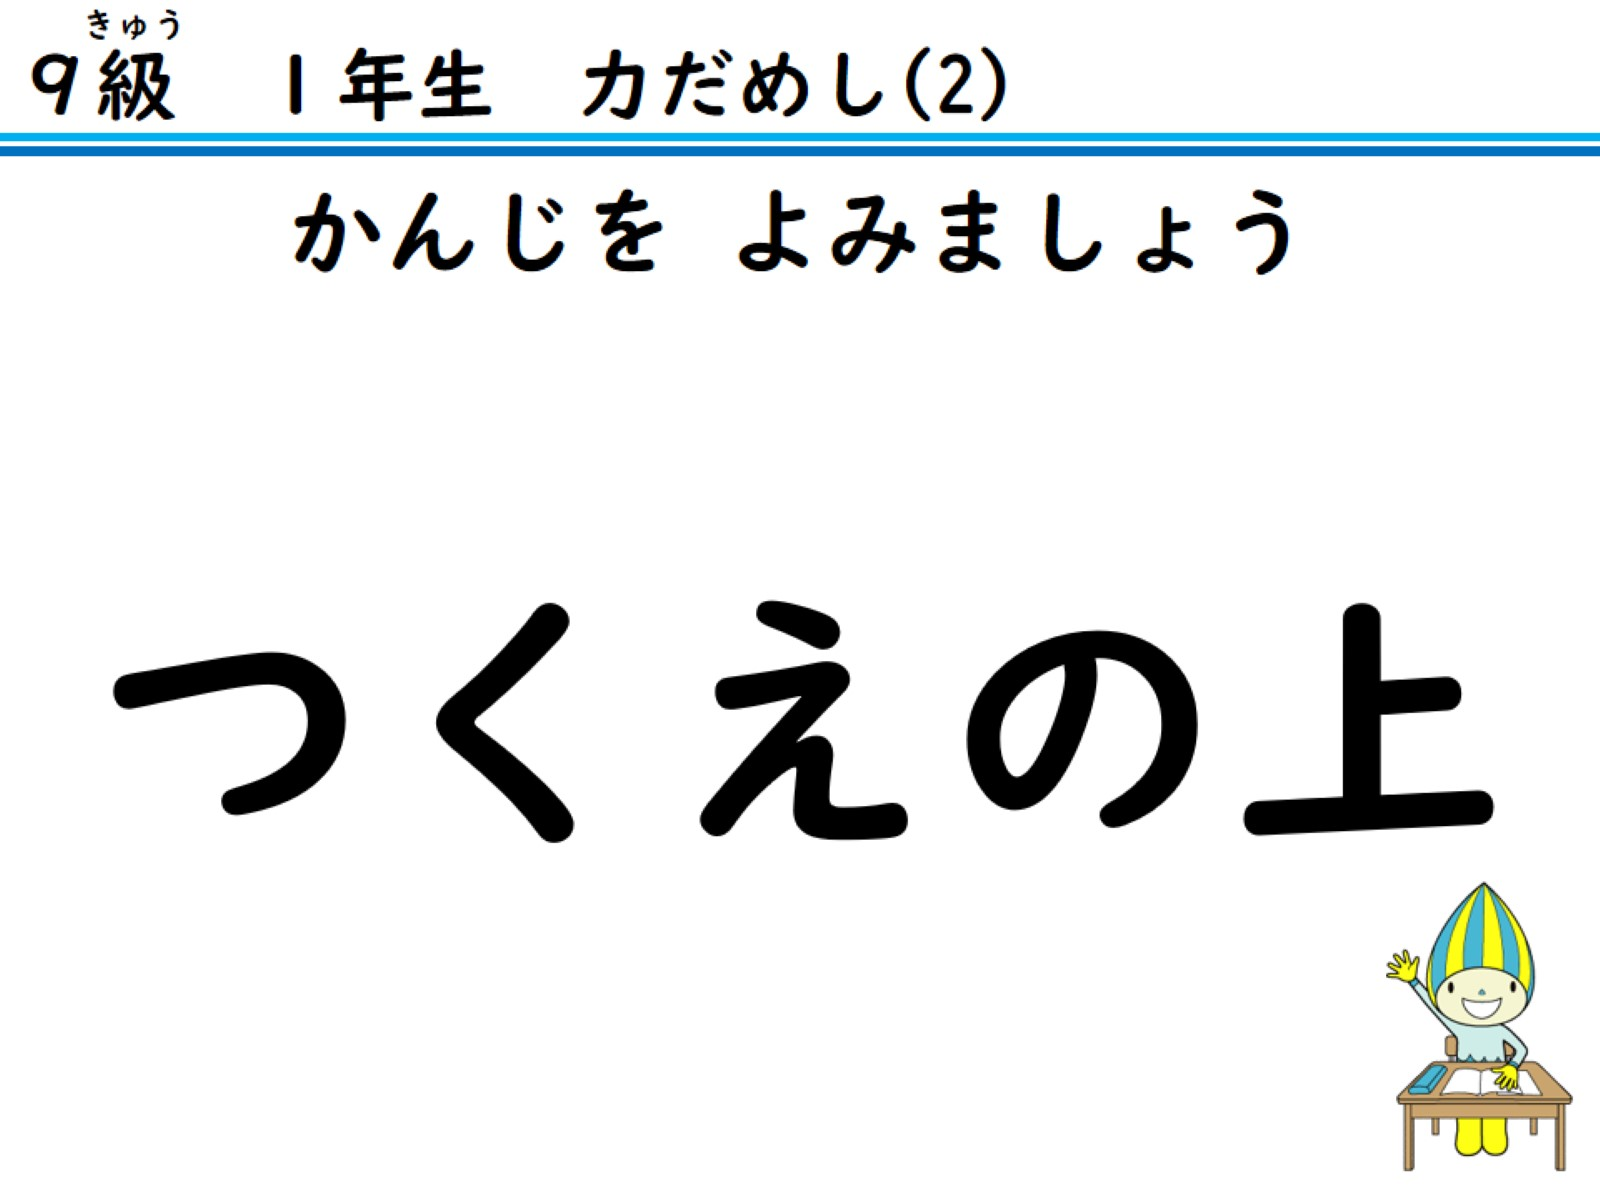 きゅう
9級　1年生　力だめし(2)
かんじを よみましょう
つくえの上